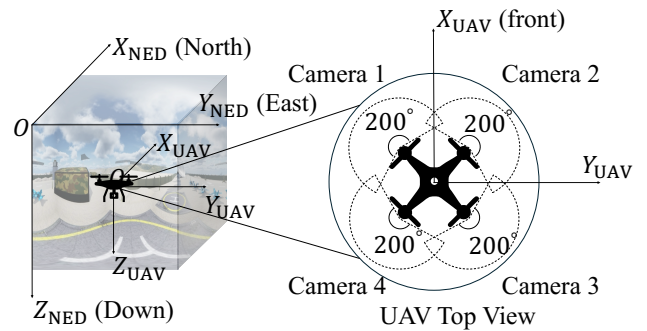 X_NED (North)
O
Y_NED (East)
X_UAV
O
Y_UAV
Z_UAV
Z_NED (Down)
X_UAV (front)
Camera 1
Camera 2
200°
200°
Y_UAV
200°
200°
Camera 4
Camera 3
UAV Top View